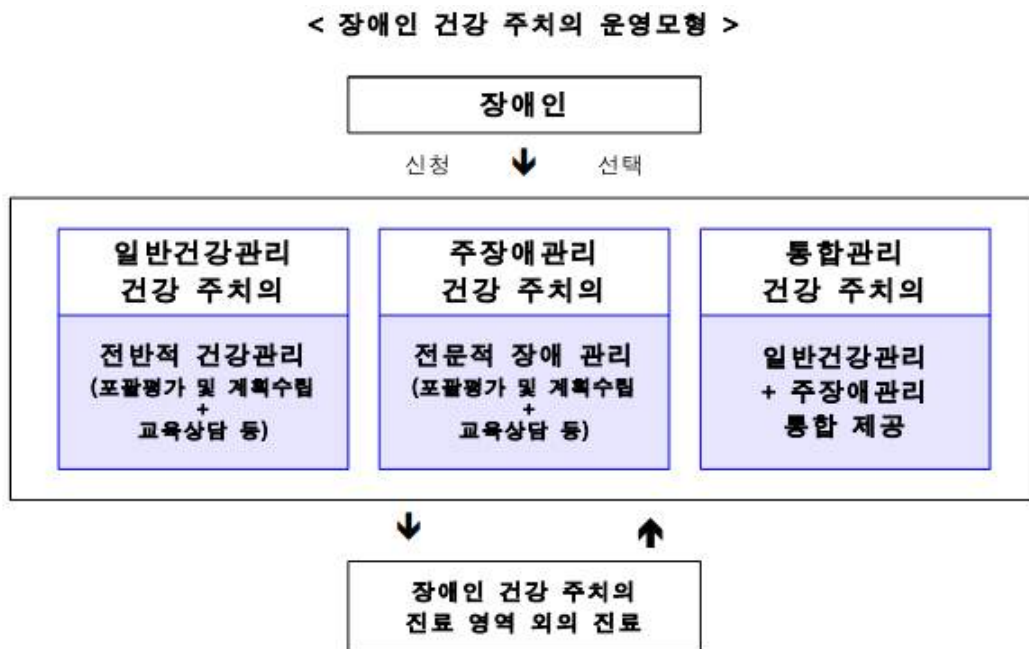 < 장애인 건강 주치의 운영모형 >
장애인
신청 🡫 선택
일반건강관리
건강 주치의
전반적 건강관리
(포괄평가 및 계획수립
+
교육상담 등)
주장애관리
건강 주치의
전문적 장애 관리
(포괄평가 및 계획수립
+
교육상담 등)
통합관리
건강 주치의
일반건강관리
+ 주장애관리
통합 제공
장애인 건강 주치의
진료 영역 외의 진료